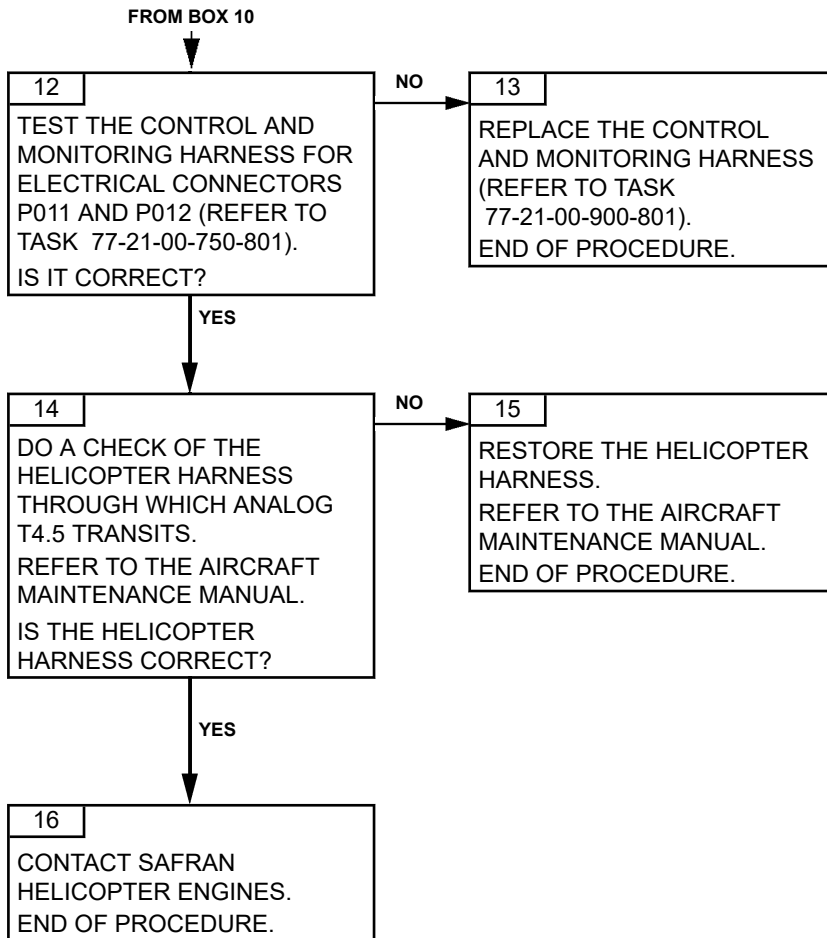 FROM BOX 10
12
TEST THE CONTROL AND
MONITORING HARNESS FOR
ELECTRICAL CONNECTORS
P011 AND P012 (REFER TO
TASK 77-21-00-750-801).
IS IT CORRECT?
NO
13
REPLACE THE CONTROL
AND MONITORING HARNESS
(REFER TO TASK
77-21-00-900-801).
END OF PROCEDURE.
YES
14
DO A CHECK OF THE
HELICOPTER HARNESS
THROUGH WHICH ANALOG
T4.5 TRANSITS.
REFER TO THE AIRCRAFT
MAINTENANCE MANUAL.
IS THE HELICOPTER
HARNESS CORRECT?
NO
15
RESTORE THE HELICOPTER
HARNESS.
REFER TO THE AIRCRAFT
MAINTENANCE MANUAL.
END OF PROCEDURE.
YES
16
CONTACT SAFRAN
HELICOPTER ENGINES.
END OF PROCEDURE.